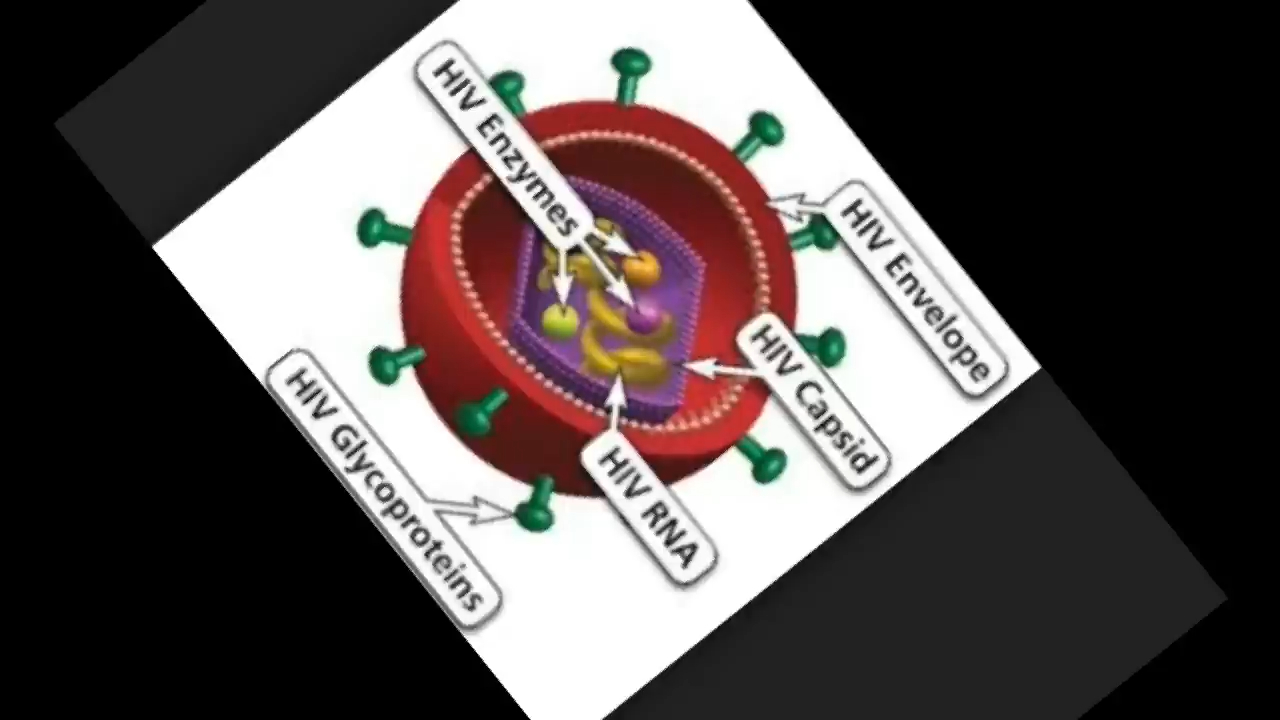 HIV Enzymes
HIV Envelope
HIV Capsid
HIV RNA
HIV Glycoproteins